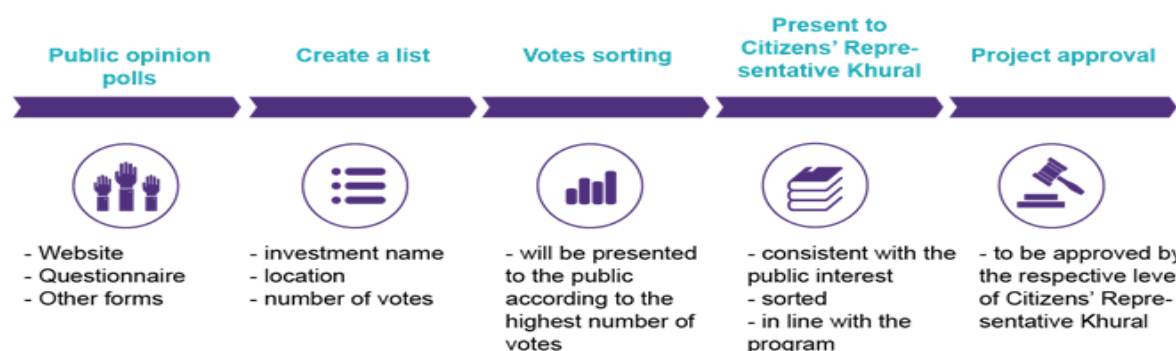 Public opinion
polls
Create a list
Votes sorting
Present to
Citizens' Repre-
sentative Khural
Project approval
- Website
- Questionnaire
- Other forms
- investment name
- location
- number of votes
- will be presented
to the public
according to the
highest number of
votes
- consistent with the
public interest
- sorted
- in line with the
program
- to be approved by
the respective leve
of Citizens' Repre-
sentative Khural